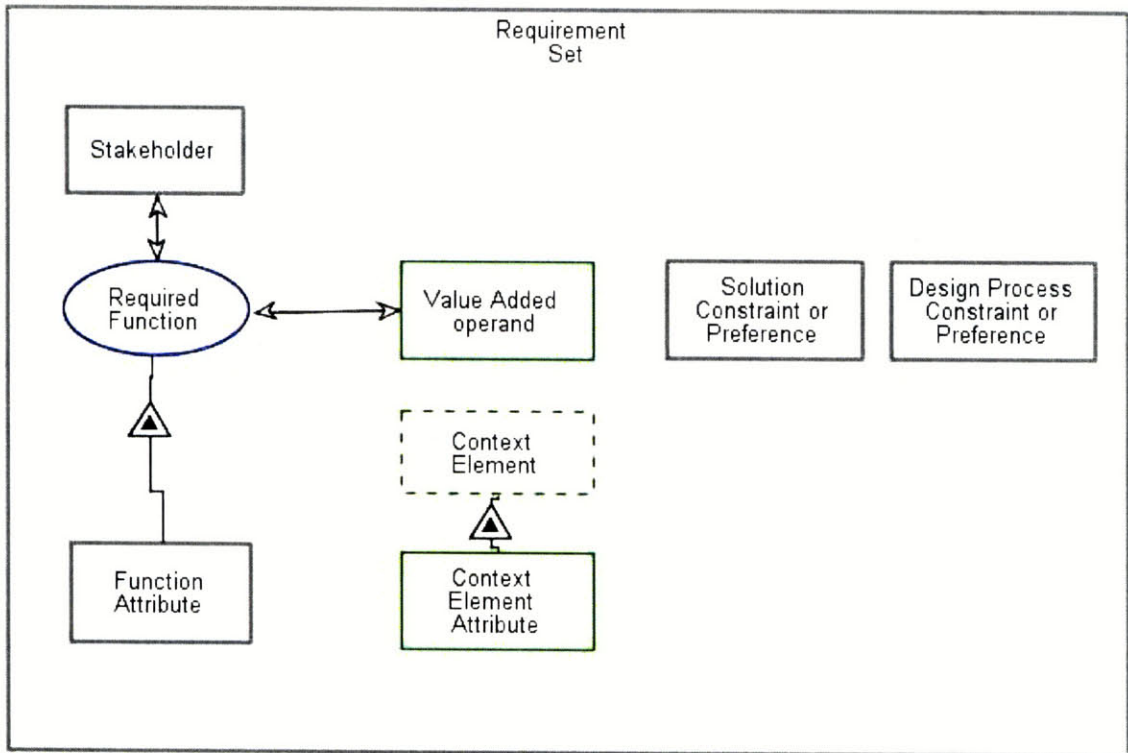 Requirement
Set
Stakeholder
Required
Function
Value Added
operand
Solution
Constraint or
Preference
Design Process
Constraint or
Preference
Context
Element
Function
Attribute
Context
Element
Attribute